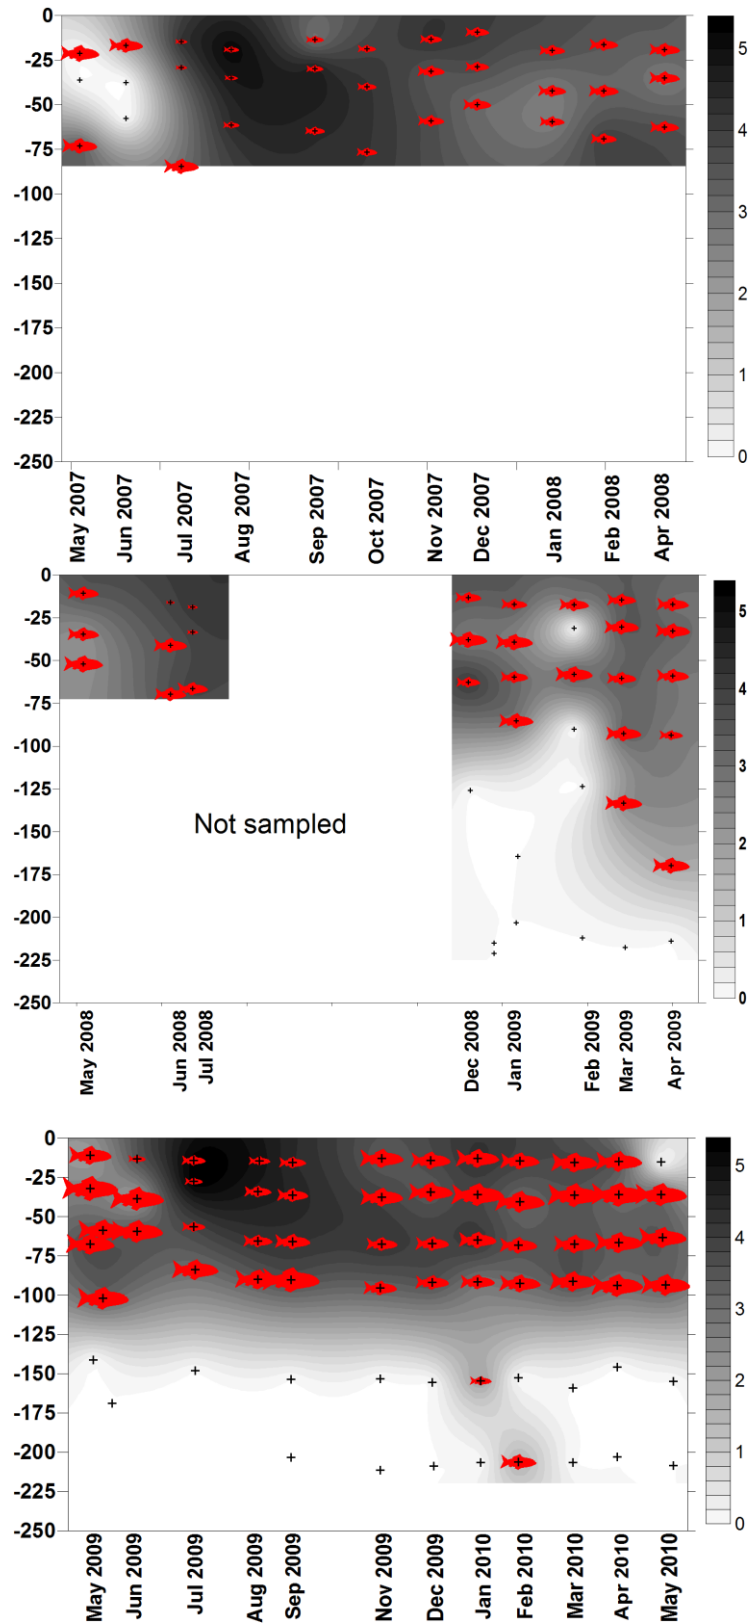 0
-25
-50
-75
-100
-125
-150
-175
-200
-225
-250
5
4
3
2
1
0
May 2007
Jun 2007
Jul 2007
Aug 2007
Sep 2007
Oct 2007
Nov 2007
Dec 2007
Jan 2008
Feb 2008
Apr 2008
0
-25
-50
-75
-100
-125
-150
-175
-200
-225
-250
Not sampled
5
4
3
2
1
0
May 2008
Jun 2008
Jul 2008
Dec 2008
Jan 2009
Feb 2009
Mar 2009
Apr 2009
0
-25
-50
-75
-100
-125
-150
-175
-200
-225
-250
5
4
3
2
1
0
May 2009
Jun 2009
Jul 2009
Aug 2009
Sep 2009
Nov 2009
Dec 2009
Jan 2010
Feb 2010
Mar 2010
Apr 2010
May 2010